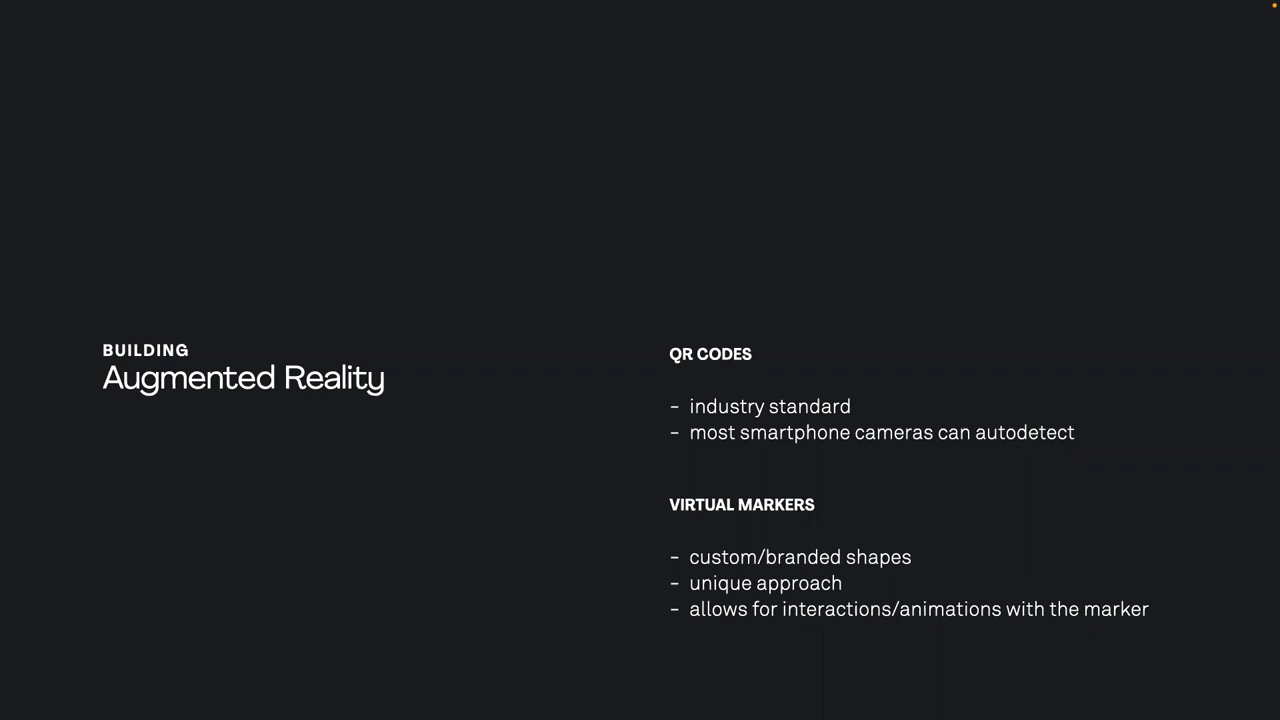 BUILDING
Augmented Reality
QR CODES
- industry standard
- most smartphone cameras can autodetect
VIRTUAL MARKERS
- custom/branded shapes
- unique approach
- allows for interactions/animations with the marker